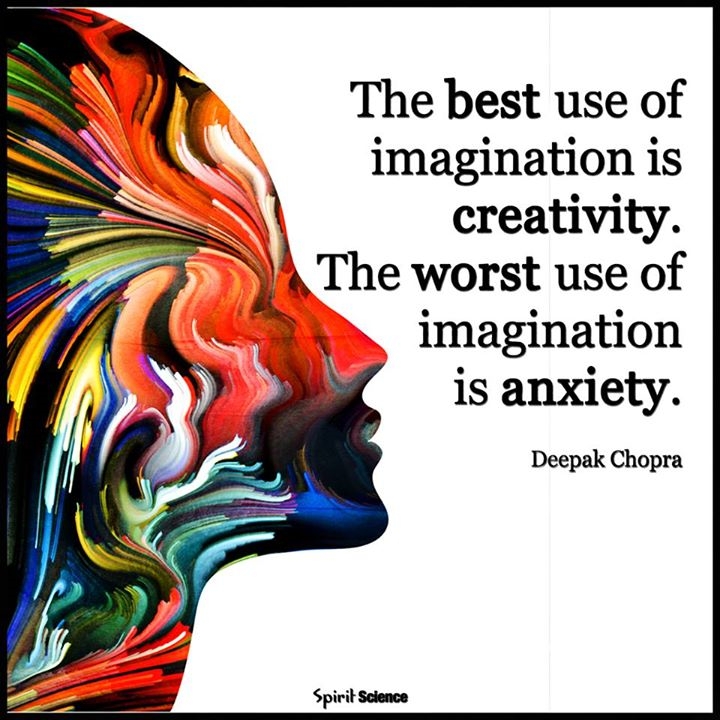 The best use of
imagination is
creativity.
The worst use of
imagination
is anxiety.
Deepak Chopra
Spirit Science